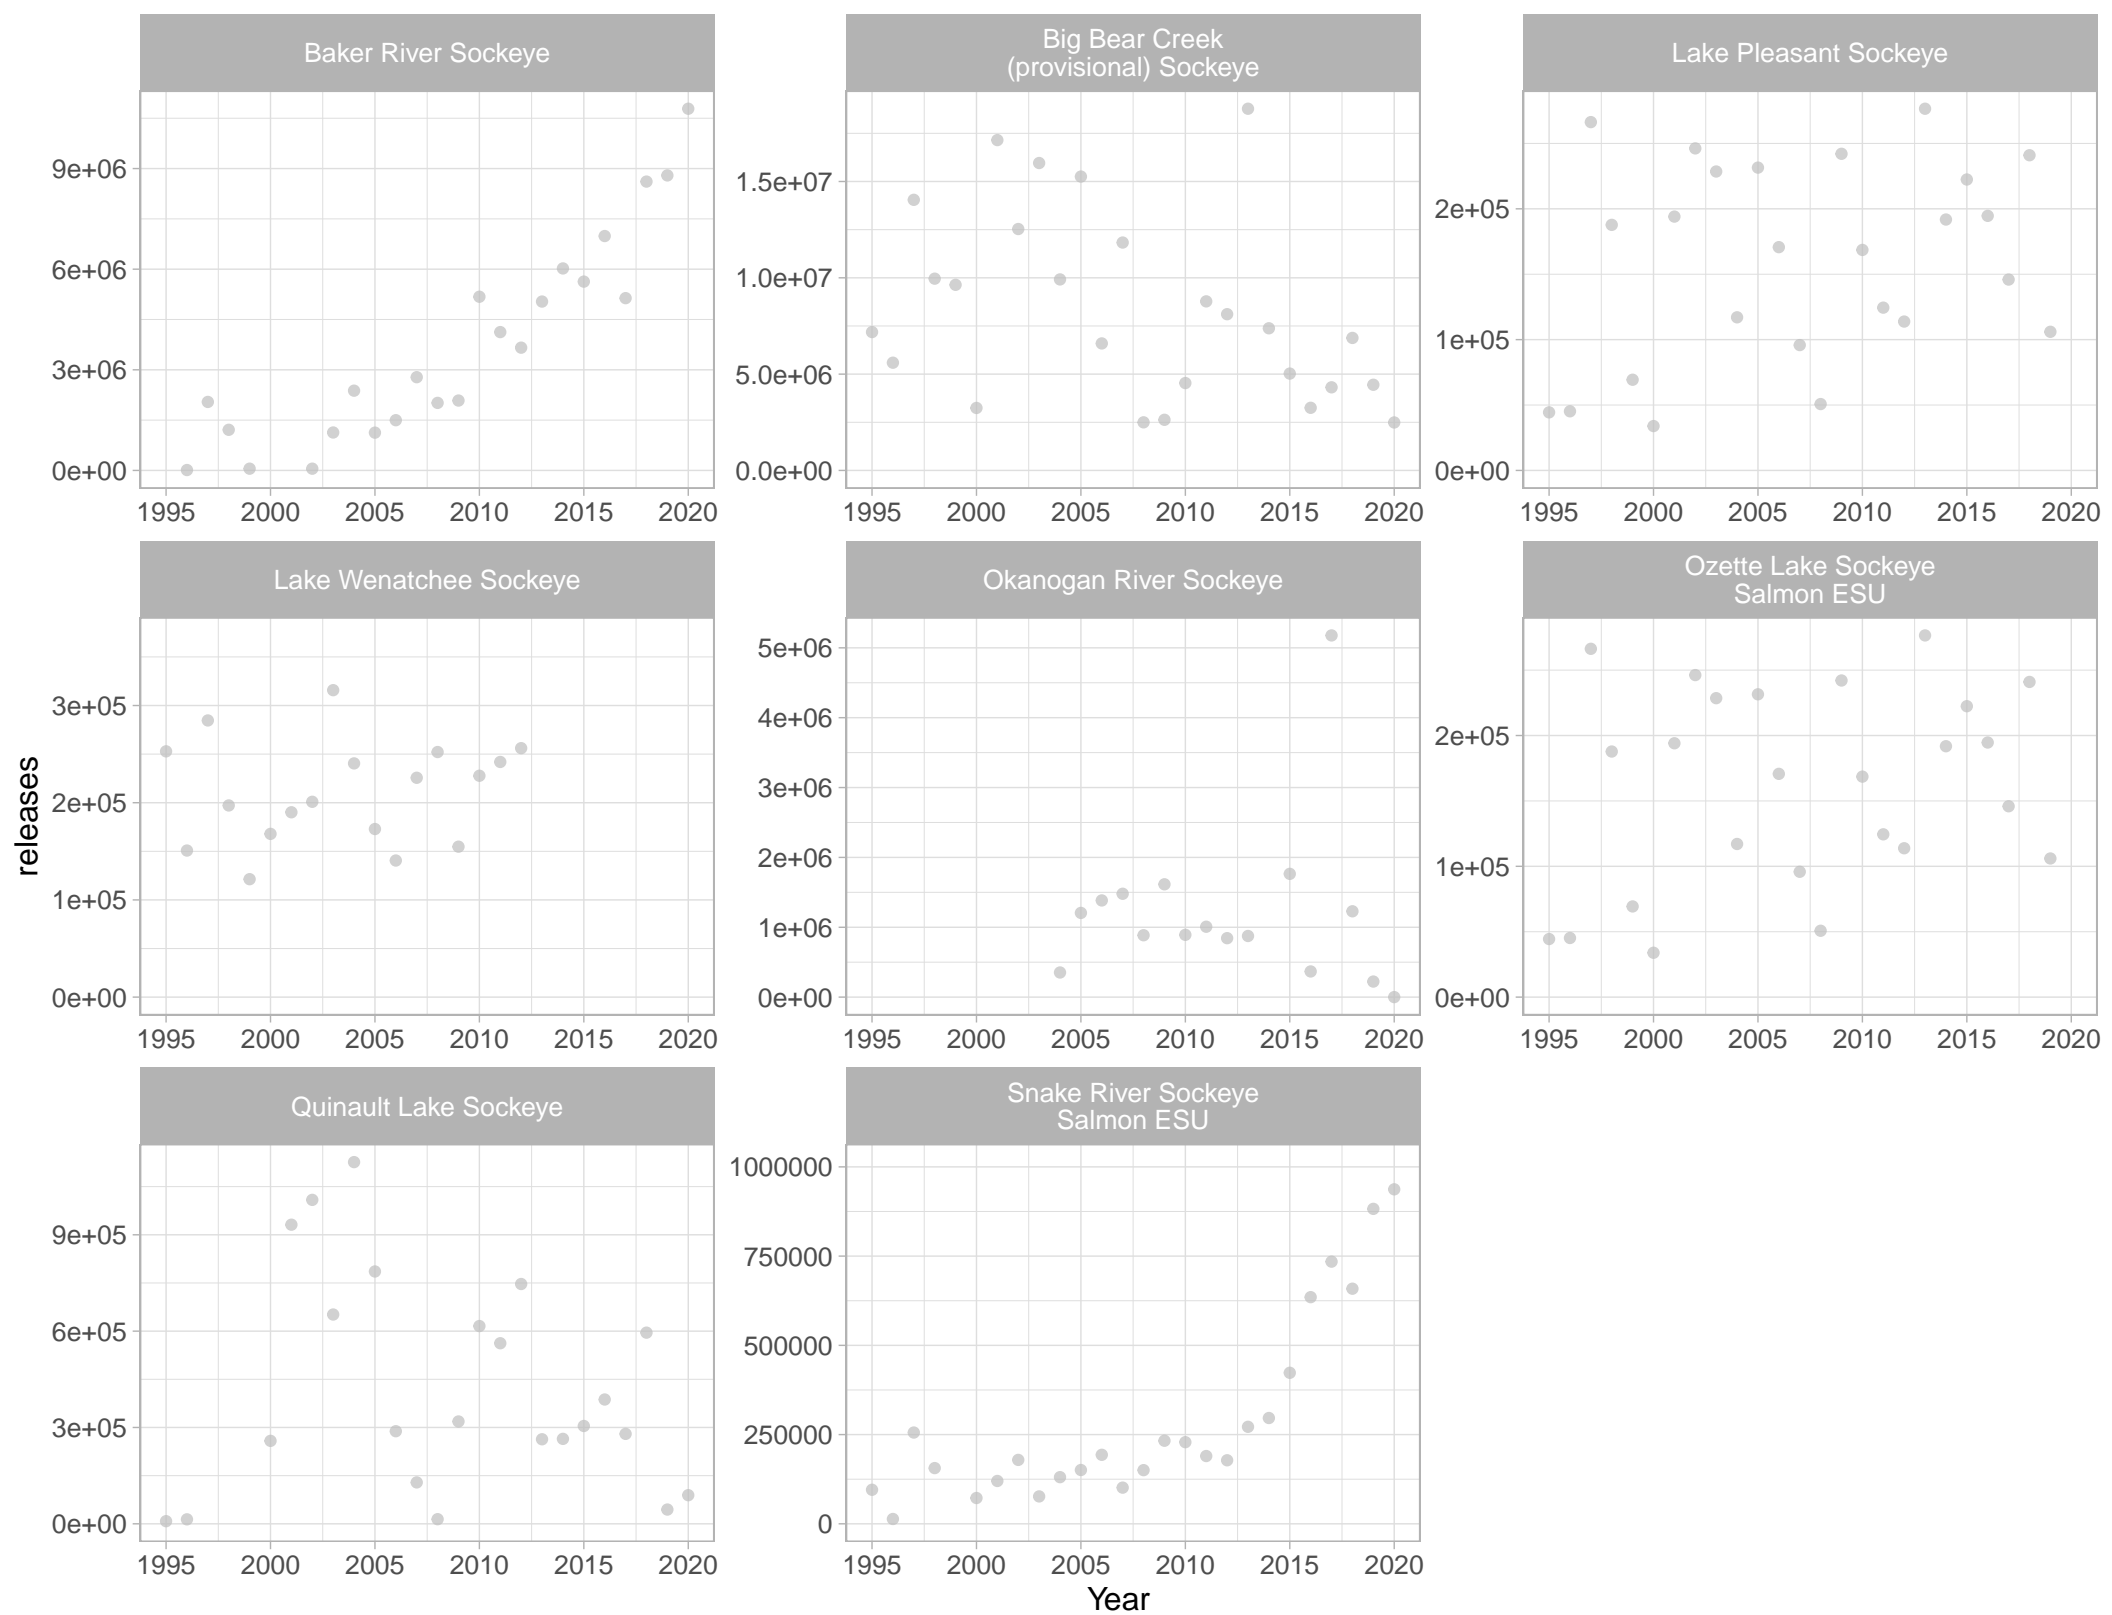 Baker River Sockeye
Big Bear Creek
(provisional) Sockeye
Lake Pleasant Sockeye
9e+06
6e+06
3e+06
0e+00
1995 2000 2005 2010 2015 2020
1.5e+07
1.0e+07
5.0e+06
0.0e+00
1995 2000 2005 2010 2015 2020
2e+05
1e+05
0e+00
1995 2000 2005 2010 2015 2020
Lake Wenatchee Sockeye
Okanogan River Sockeye
Ozette Lake Sockeye
Salmon ESU
releases
3e+05
2e+05
1e+05
0e+00
1995 2000 2005 2010 2015 2020
5e+06
4e+06
3e+06
2e+06
1e+06
0e+00
1995 2000 2005 2010 2015 2020
2e+05
1e+05
0e+00
1995 2000 2005 2010 2015 2020
Quinault Lake Sockeye
Snake River Sockeye
Salmon ESU
9e+05
6e+05
3e+05
0e+00
1995 2000 2005 2010 2015 2020
1000000
750000
500000
250000
0
1995 2000 2005 2010 2015 2020
Year